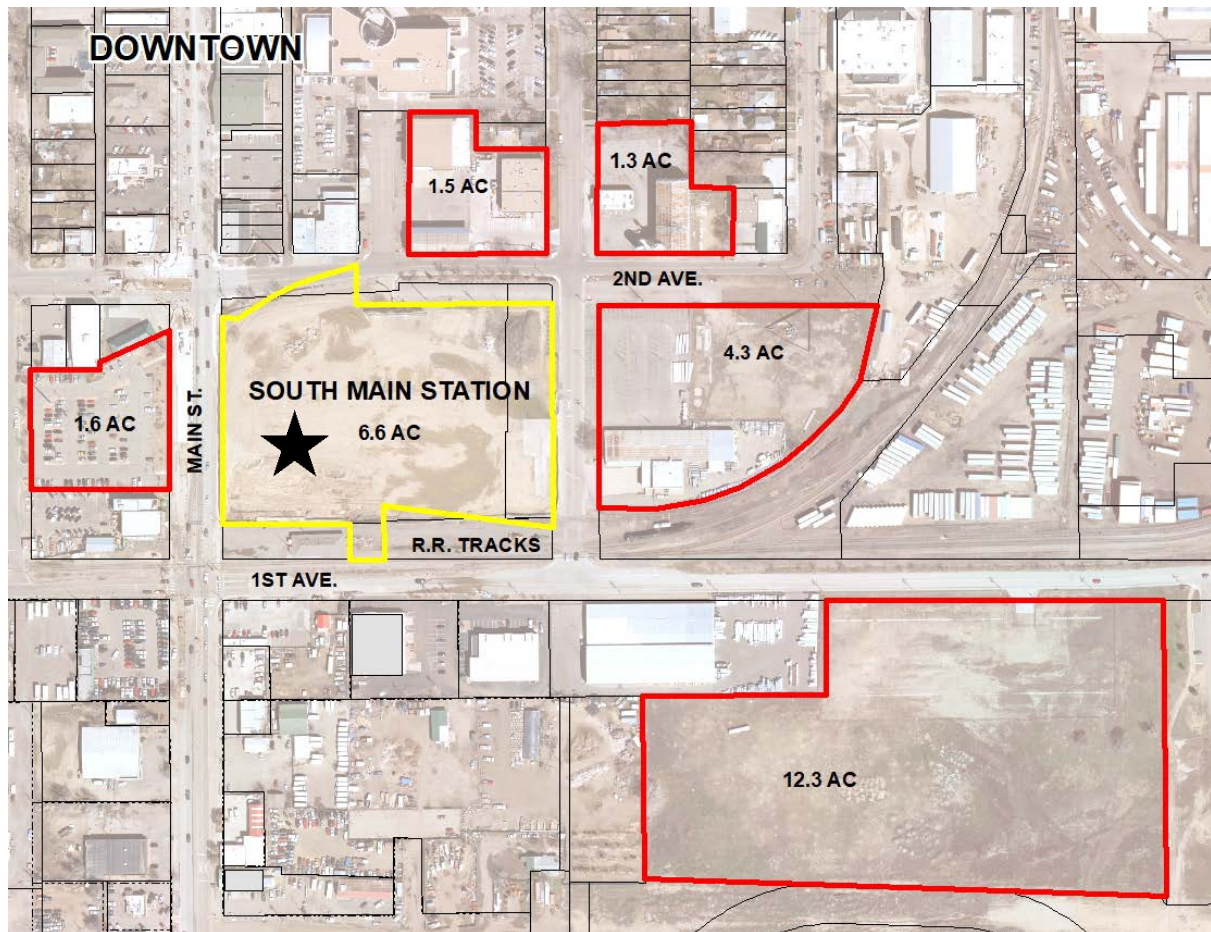 DOWNTOWN
1.5 AC
1.3 AC
2ND AVE.
4.3 AC
SOUTH MAIN STATION
6.6 AC
1.6 AC
MAIN ST.
R.R. TRACKS
1ST AVE.
12.3 AC